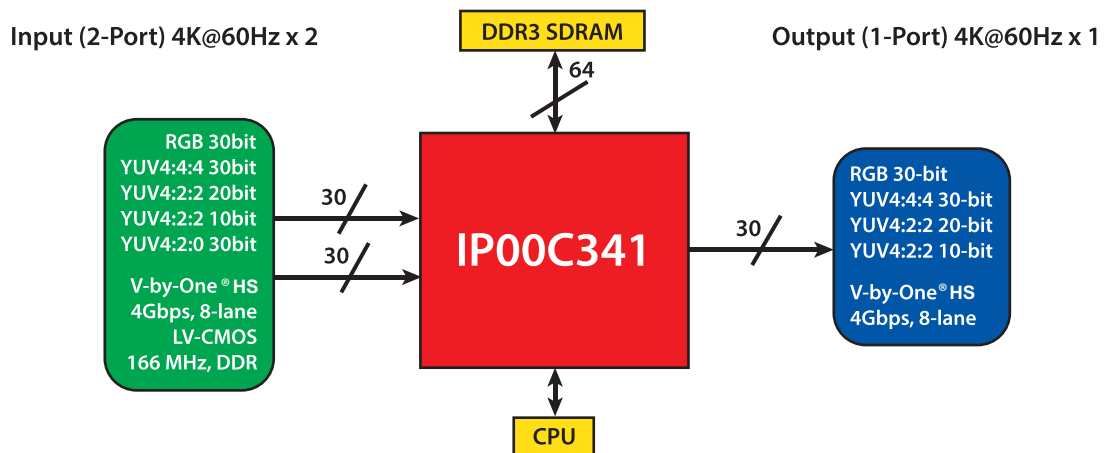 Input (2-Port) 4K@60Hz x 2
DDR3 SDRAM
Output (1-Port) 4K@60Hz x 1
64
RGB 30bit
YUV4:4:4 30bit
YUV4:2:2 20bit
YUV4:2:2 10bit
YUV4:2:0 30bit
V-by-One®HS
4Gbps, 8-lane
LV-CMOS
166 MHz, DDR
30
30
IP00C341
30
RGB 30-bit
YUV4:4:4 30-bit
YUV4:2:2 20-bit
YUV4:2:2 10-bit
V-by-One®HS
4Gbps, 8-lane
CPU